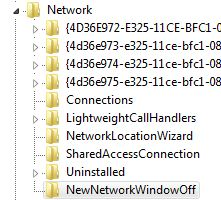 Network
{4D36E972-E325-11CE-BFC1-0
{4d36e973-e325-11ce-bfc1-08
{4d36e974-e325-11ce-bfc1-08
{4d36e975-e325-11ce-bfc1-08
Connections
LightweightCallHandlers
NetworkLocationWizard
SharedAccessConnection
Uninstalled
NewNetworkWindowOff